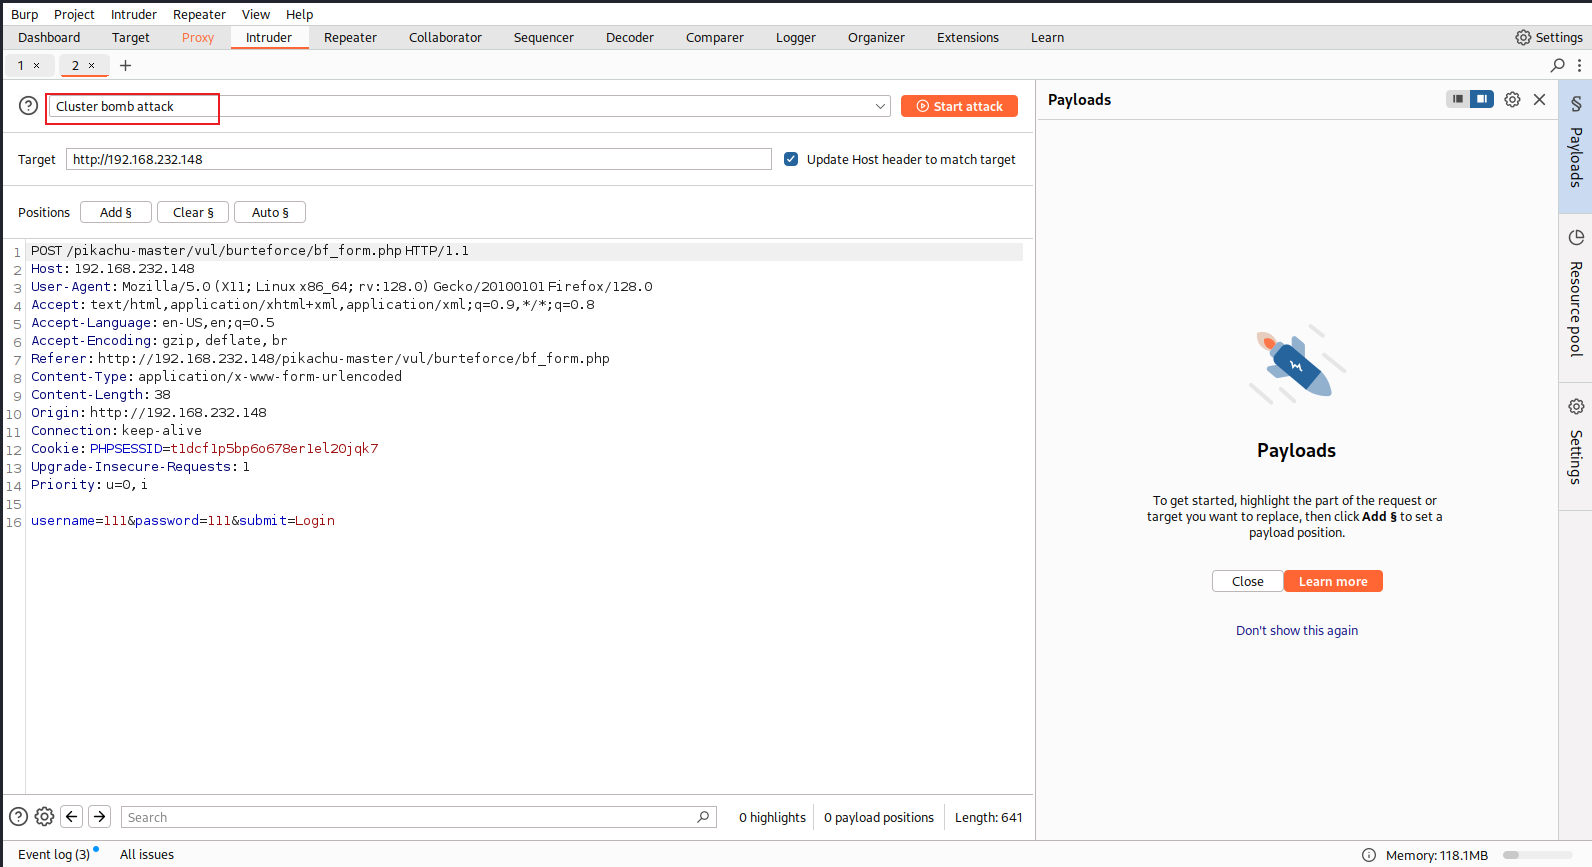 Burp Project Intruder Repeater View Help
Dashboard Target Proxy Intruder Repeater Collaborator Sequencer Decoder Comparer Logger Organizer Extensions Learn Settings
1 × 2 × +
Cluster bomb attack Start attack
Payloads
Target http://192.168.232.148 Update Host header to match target
Positions Add § Clear § Auto §
1 POST /pikachu-master/vul/burteforce/bf_form.php HTTP/1.1
2 Host: 192.168.232.148
3 User-Agent: Mozilla/5.0 (X11; Linux x86_64; rv:128.0) Gecko/20100101 Firefox/128.0
4 Accept: text/html,application/xhtml+xml,application/xml;q=0.9,*/*;q=0.8
5 Accept-Language: en-US,en;q=0.5
6 Accept-Encoding: gzip, deflate, br
7 Referer: http://192.168.232.148/pikachu-master/vul/burteforce/bf_form.php
8 Content-Type: application/x-www-form-urlencoded
9 Content-Length: 38
10 Origin: http://192.168.232.148
11 Connection: keep-alive
12 Cookie: PHPSESSID=t1dcf1p5bp6o678er1el20jqk7
13 Upgrade-Insecure-Requests: 1
14 Priority: u=0, i
15
16 username=111&password=111&submit=Login
Payloads
To get started, highlight the part of the request or
target you want to replace, then click Add § to set a
payload position.
Close Learn more
Don't show this again
§ Payloads
Resource pool
Settings
Search 0 highlights 0 payload positions Length: 641
Event log (3) All issues Memory: 118.1MB